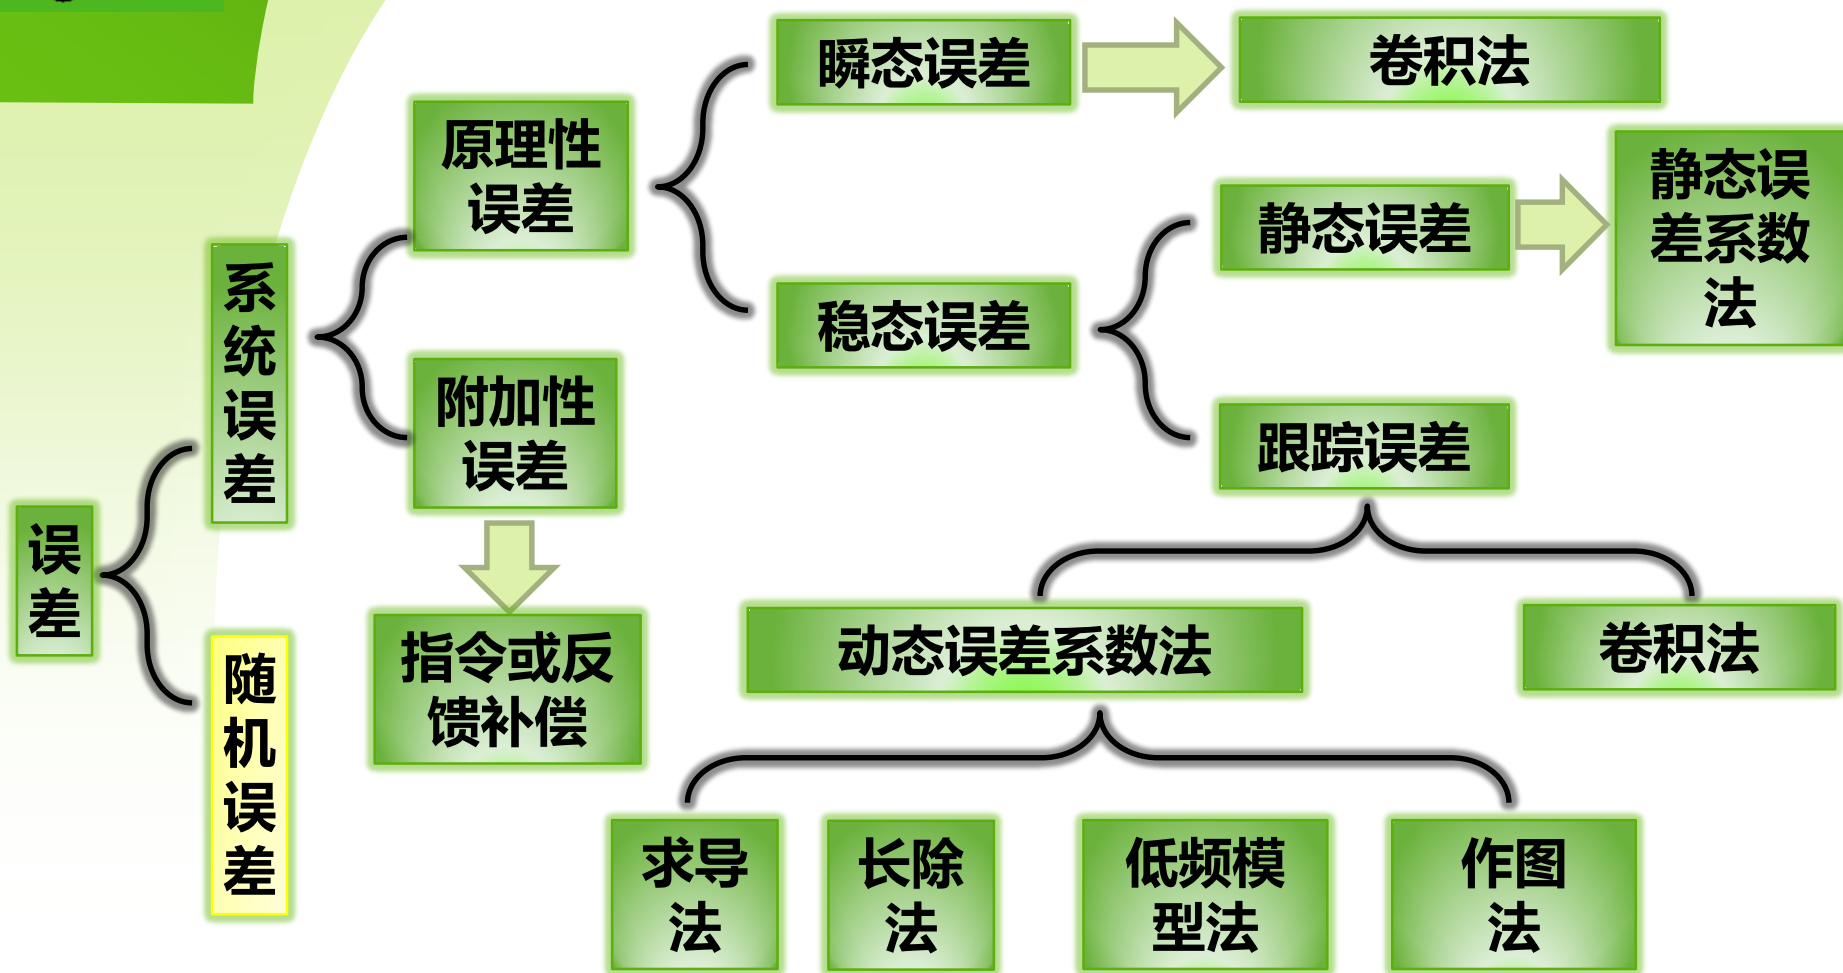 瞬态误差
卷积法
原理性
误差
静态误
差系数
法
静态误差
系
统
误
差
稳态误差
附加性
误差
跟踪误差
误
差
指令或反
馈补偿
动态误差系数法
卷积法
随
机
误
差
求导
法
长除
法
低频模
型法
作图
法